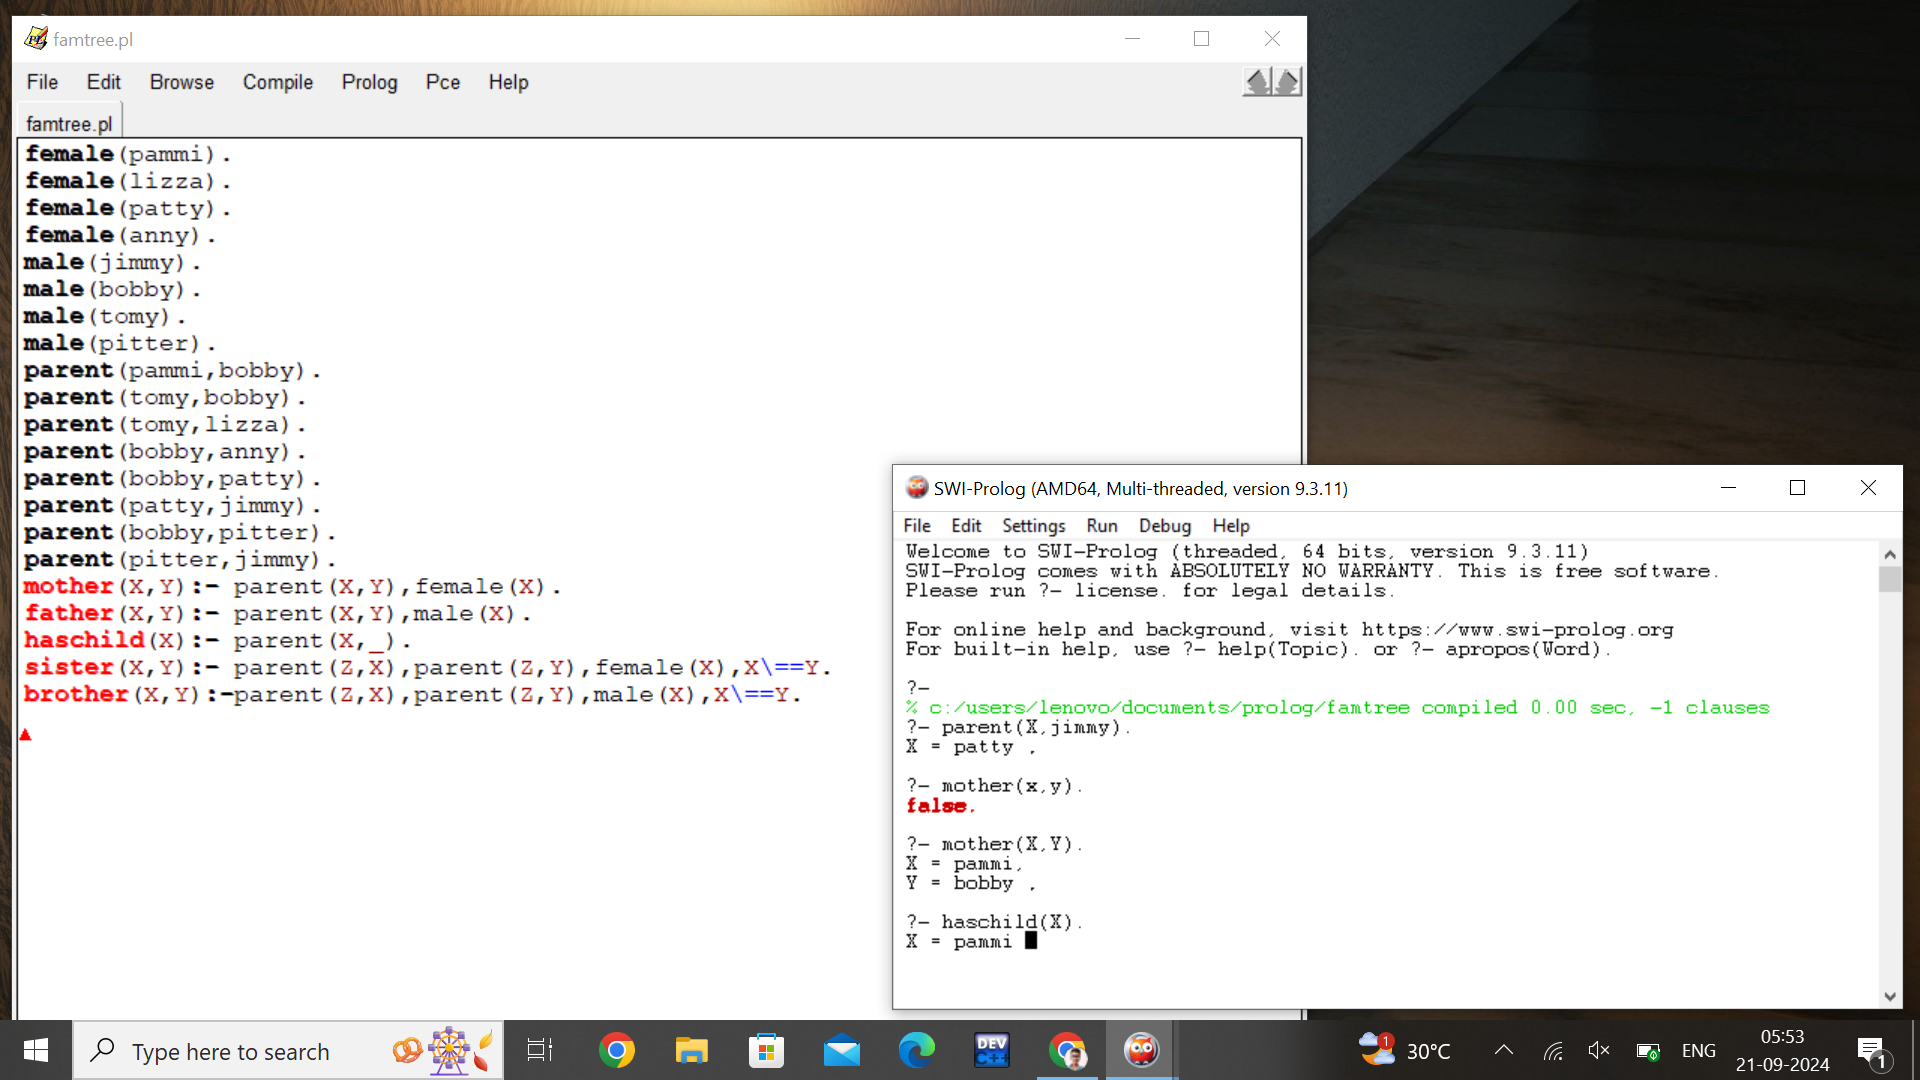 famtree.pl
File Edit Browse Compile Prolog Pce Help
famtree.pl
female(pammi).
female(lizza).
female(patty).
female(anny).
male(jimmy).
male(bobby).
male(tomy).
male(pitter).
parent(pammi,bobby).
parent(tomy,bobby).
parent(tomy,lizza).
parent(bobby,anny).
parent(bobby,patty).
parent(patty,jimmy).
parent(bobby,pitter).
parent(pitter,jimmy).
mother(X,Y):- parent(X,Y),female(X).
father(X,Y):- parent(X,Y),male(X).
haschild(X):- parent(X,_).
sister(X,Y):- parent(Z,X),parent(Z,Y),female(X),X\==Y.
brother(X,Y):-parent(Z,X),parent(Z,Y),male(X),X\==Y.
SWI-Prolog (AMD64, Multi-threaded, version 9.3.11)
File Edit Settings Run Debug Help
Welcome to SWI-Prolog (threaded, 64 bits, version 9.3.11)
SWI-Prolog comes with ABSOLUTELY NO WARRANTY. This is free software.
Please run ?- license. for legal details.
For online help and background, visit https://www.swi-prolog.org
For built-in help, use ?- help(Topic). or ?- apropos(Word).
?-
% c:/users/lenovo/documents/prolog/famtree compiled 0.00 sec, -1 clauses
?- parent(X,jimmy).
X = patty .
?- mother(x,y).
false.
?- mother(X,Y).
X = pammi,
Y = bobby .
?- haschild(X).
X = pammi
Type here to search
DEV
C++
1
30°C
ENG
05:53
21-09-2024
1